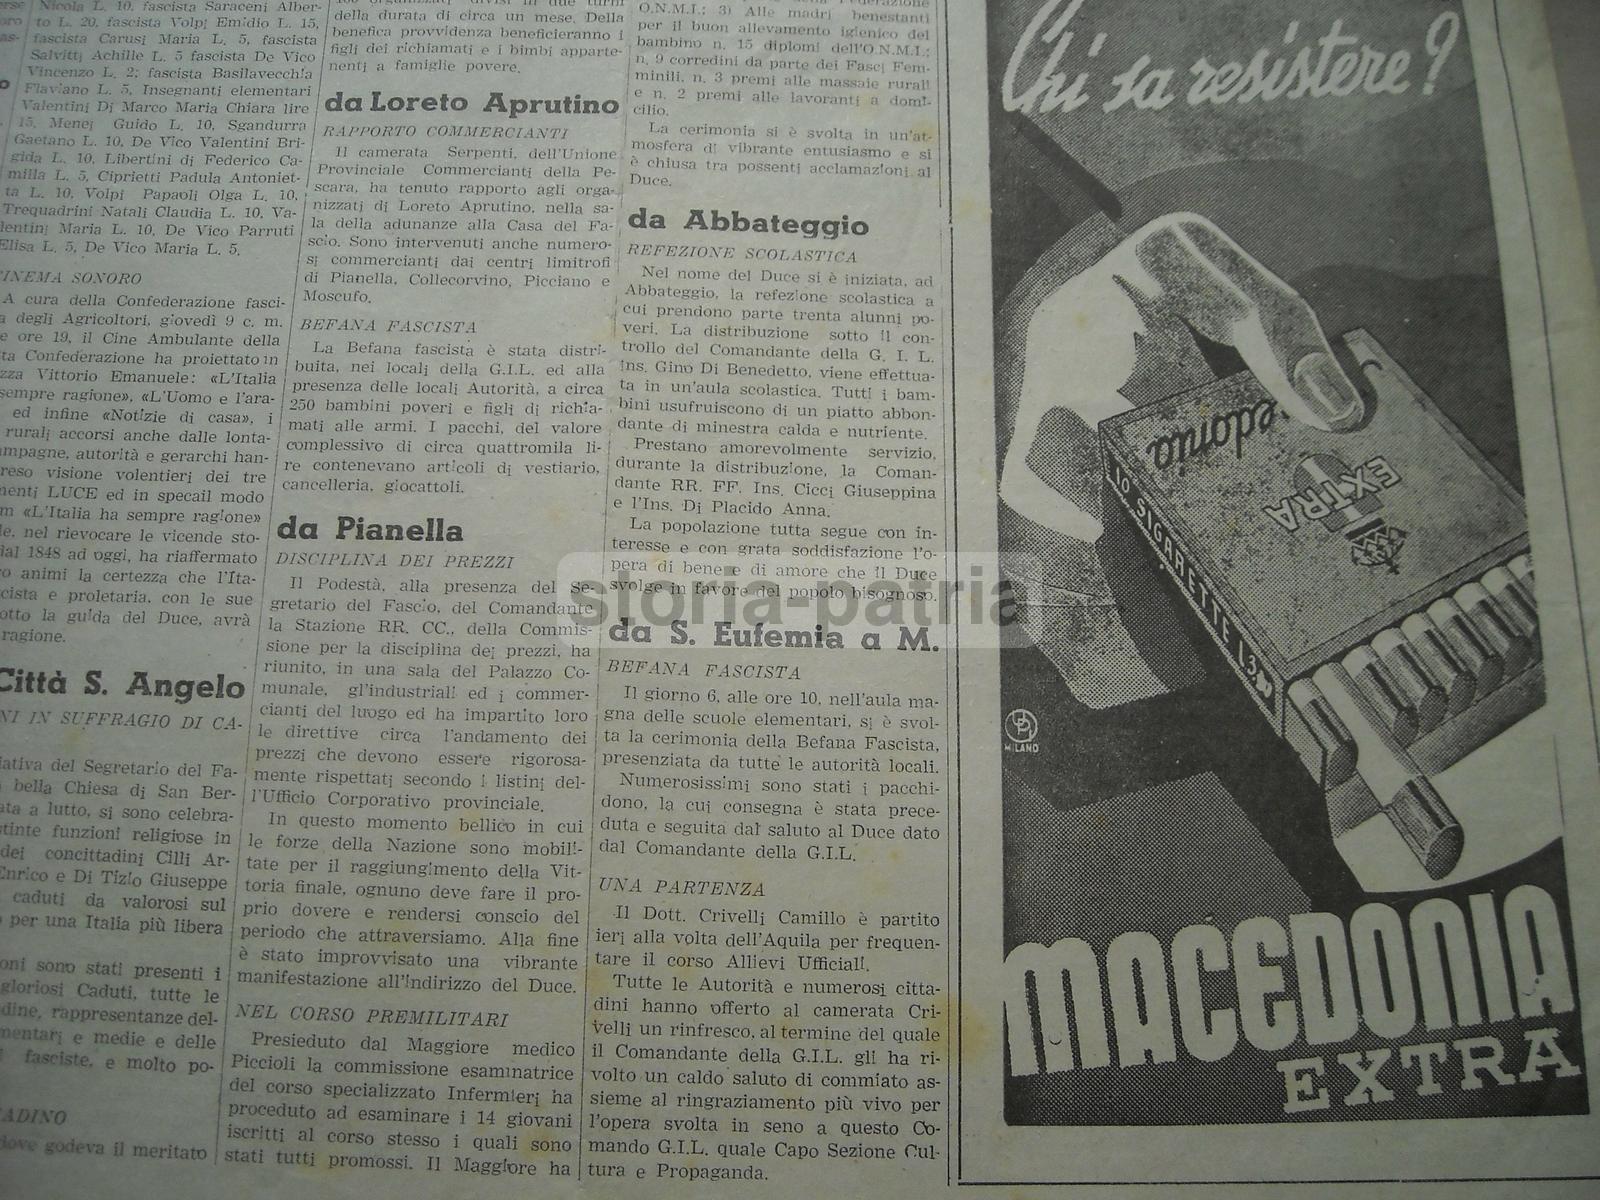 Nicola L. 10, fascista Saraceni Alber-
to L. 20, fascista Volpi Emidio L. 15,
fascista Carusi Maria L. 5, fascista
Salvitti Achille L. 5 fascista De Vico
Vincenzo L. 2; fascista Basilavecchia
Flaviano L. 5, Insegnanti elementari
Valentini Di Marco Maria Chiara lire
15, Menej Guido L. 10, Sgandurra
Gaetano L. 10, De Vico Valentini Bri-
gida L. 10, Libertini di Federico Ca-
milla L. 5, Ciprietti Padula Antoniet-
ta L. 10, Volpi Papaoli Olga L. 10,
Trequadrini Natali Claudia L. 10, Va-
lentini Maria L. 10, De Vico Parruti
Elisa L. 5, De Vico Maria L. 5.
CINEMA SONORO
A cura della Confederazione fasci-
a degli Agricoltori, giovedì 9 c. m.
e ore 19, il Cine Ambulante della
ta Confederazione ha proiettato in
zza Vittorio Emanuele: «L'Italia
sempre ragione», «L'Uomo e l'ara-
ed infine «Notizie di casa», i
rurali accorsi anche dalle lonta-
mpagne, autorità e gerarchi han-
reso visione volentieri dei tre
menti LUCE ed in specail modo
m «L'Italia ha sempre ragione»
le, nel rievocare le vicende sto-
dal 1848 ad oggi, ha riaffermato
o animi la certezza che l'Ita-
cista e proletaria, con le sue
otto la guida del Duce, avrà
ragione.
Città S. Angelo
NI IN SUFFRAGIO DI CA-
iativa del Segretario del Fa-
bella Chiesa di San Ber-
ata a lutto, si sono celebra-
tinte funzioni religiose in
dei concittadini Cilli Ar-
Enrico e Di Tizio Giuseppe
caduti da valorosi sul
per una Italia più libera
oni sono stati presenti i
gloriosi Caduti, tutte le
dine, rappresentanze del-
mentari e medie e delle
fasciste, e molto po-
ADINO
dove godeva il meritato
100 organizzati divisi in due turni
della durata di circa un mese. Della
benefica provvidenza beneficieranno i
figli dei richiamati e i bimbi apparte-
nenti a famiglie povere.
da Loreto Aprutino
RAPPORTO COMMERCIANTI
Il camerata Serpenti, dell'Unione
Provinciale Commercianti della Pe-
scara, ha tenuto rapporto agli orga-
nizzati di Loreto Aprutino, nella sa-
la della adunanze alla Casa del Fa-
scio. Sono intervenuti anche numero-
si commercianti dai centri limitrofi
di Pianella, Collecorvino, Picciano e
Moscufo.
BEFANA FASCISTA
La Befana fascista è stata distri-
buita, nei locali della G.I.L. ed alla
presenza delle locali Autorità, a circa
250 bambini poveri e figli di richia-
mati alle armi. I pacchi, del valore
complessivo di circa quattromila li-
re contenevano articoli di vestiario,
cancelleria, giocattoli.
da Pianella
DISCIPLINA DEI PREZZI
Il Podestà, alla presenza del Se-
gretario del Fascio, del Comandante
la Stazione RR. CC., della Commis-
sione per la disciplina dei prezzi, ha
riunito, in una sala del Palazzo Co-
munale, gl'industriali ed i commer-
cianti del luogo ed ha impartito loro
le direttive circa l'andamento dei
prezzi che devono essere rigorosa-
mente rispettati secondo i listini del-
l'Ufficio Corporativo provinciale.
In questo momento bellico in cui
le forze della Nazione sono mobili-
tate per il raggiungimento della Vit-
toria finale, ognuno deve fare il pro-
prio dovere e rendersi conscio del
periodo che attraversiamo. Alla fine
è stato improvvisato una vibrante
manifestazione all'indirizzo del Duce.
NEL CORSO PREMILITARI
Presieduto dal Maggiore medico
Piccioli la commissione esaminatrice
del corso specializzato Infermieri ha
proceduto ad esaminare i 14 giovani
iscritti al corso stesso i quali sono
stati tutti promossi. Il Maggiore ha
O.N.M.I.; 3) Alle madri benestanti
per il buon allevamento igienico del
bambino n. 15 diplomi dell'O.N.M.I.;
n. 9 corredini da parte dei Fasci Fem-
minili, n. 3 premi alle massaie rurali
e n. 2 premi alle lavoranti a domi-
cilio.
La cerimonia si è svolta in un'at-
mosfera di vibrante entusiasmo e si
è chiusa tra possenti acclamazioni al
Duce.
da Abbateggio
REFEZIONE SCOLASTICA
Nel nome del Duce si è iniziata, ad
Abbateggio, la refezione scolastica a
cui prendono parte trenta alunni po-
veri. La distribuzione sotto il con-
trollo del Comandante della G. I. L.
Ins. Gino Di Benedetto, viene effettua-
ta in un'aula scolastica. Tutti i bam-
bini usufruiscono di un piatto abbon-
dante di minestra calda e nutriente.
Prestano amorevolmente servizio,
durante la distribuzione, la Coman-
dante RR. FF. Ins. Cicci Giuseppina
e l'Ins. Di Placido Anna.
La popolazione tutta segue con in-
teresse e con grata soddisfazione l'o-
pera di bene e di amore che il Duce
svolge in favore del popolo bisognoso.
da S. Eufemia a M.
BEFANA FASCISTA
Il giorno 6, alle ore 10, nell'aula ma-
gna delle scuole elementari, si è svol-
ta la cerimonia della Befana Fascista,
presenziata da tutte le autorità locali.
Numerosissimi sono stati i pacchi-
dono, la cui consegna è stata prece-
duta e seguita dal saluto al Duce dato
dal Comandante della G.I.L.
UNA PARTENZA
Il Dott. Crivelli Camillo è partito
ieri alla volta dell'Aquila per frequen-
tare il corso Allievi Ufficiali.
Tutte le Autorità e numerosi citta-
dini hanno offerto al camerata Cri-
velli un rinfresco, al termine del quale
il Comandante della G.I.L. gli ha ri-
volto un caldo saluto di commiato as-
sieme al ringraziamento più vivo per
l'opera svolta in seno a questo Co-
mando G.I.L. quale Capo Sezione Cul-
tura e Propaganda.
Chi sa resistere?
edonia
EXTRA
10 SIGARETTE L.3
MILANO
MACEDONIA
EXTRA
storia-patria